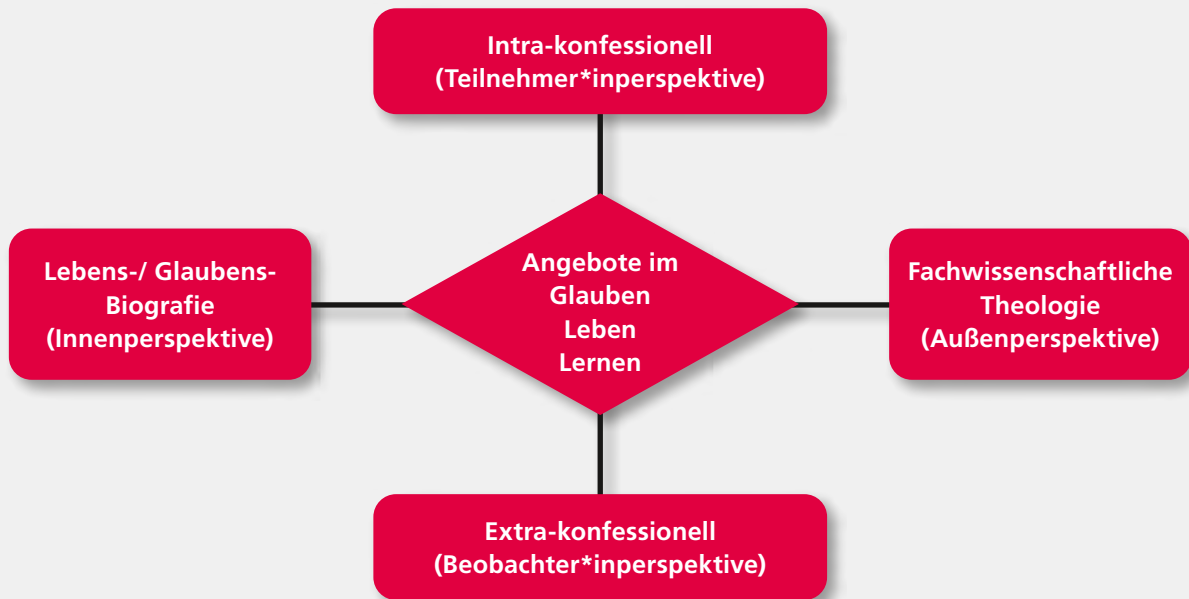 Intra-konfessionell
(Teilnehmer*inperspektive)
Lebens-/ Glaubens-
Biografie
(Innenperspektive)
Angebote im
Glauben
Leben
Lernen
Fachwissenschaftliche
Theologie
(Außenperspektive)
Extra-konfessionell
(Beobachter*inperspektive)